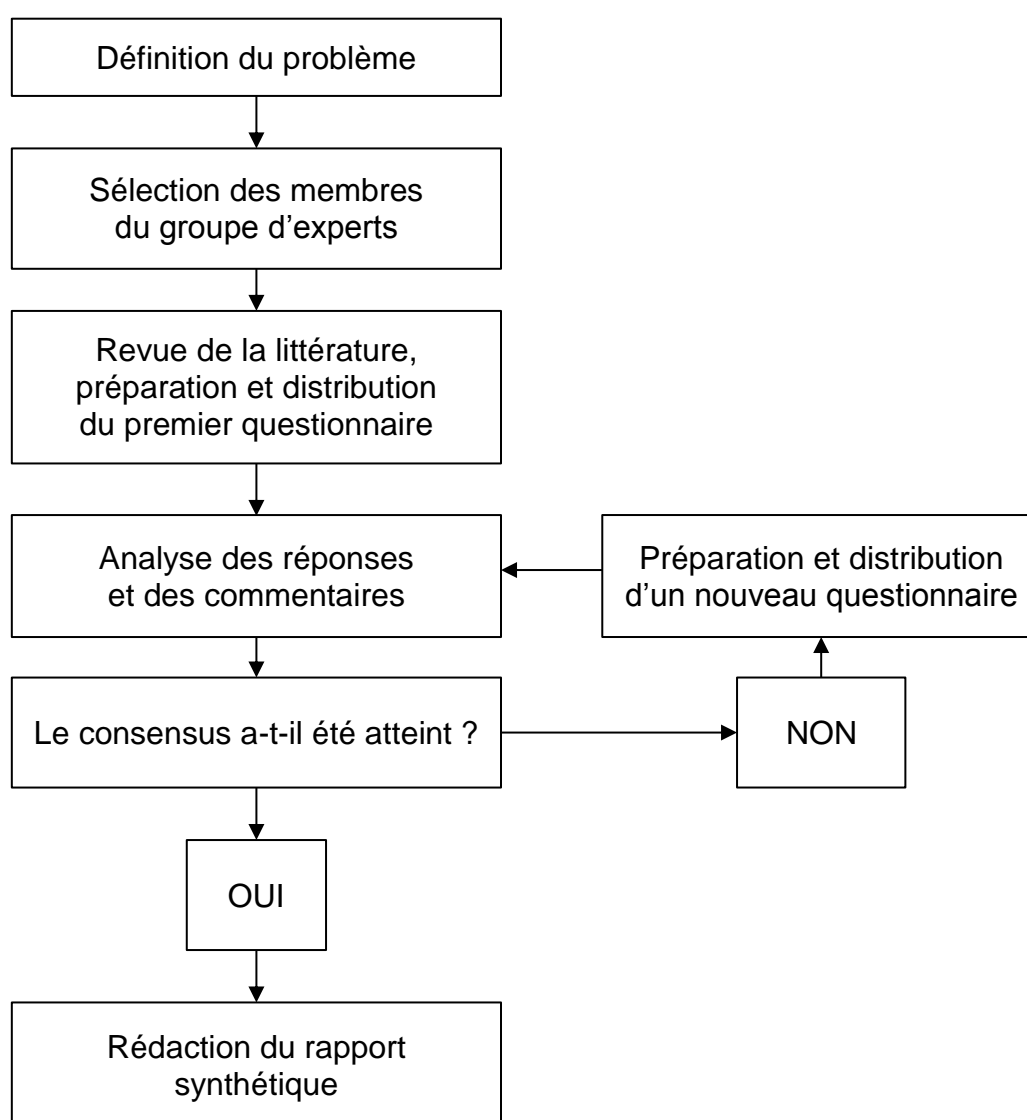 Définition du problème
Sélection des membres
du groupe d’experts
Revue de la littérature,
préparation et distribution
du premier questionnaire
Analyse des réponses
et des commentaires
Préparation et distribution
d’un nouveau questionnaire
Le consensus a-t-il été atteint ?
NON
OUI
Rédaction du rapport
synthétique